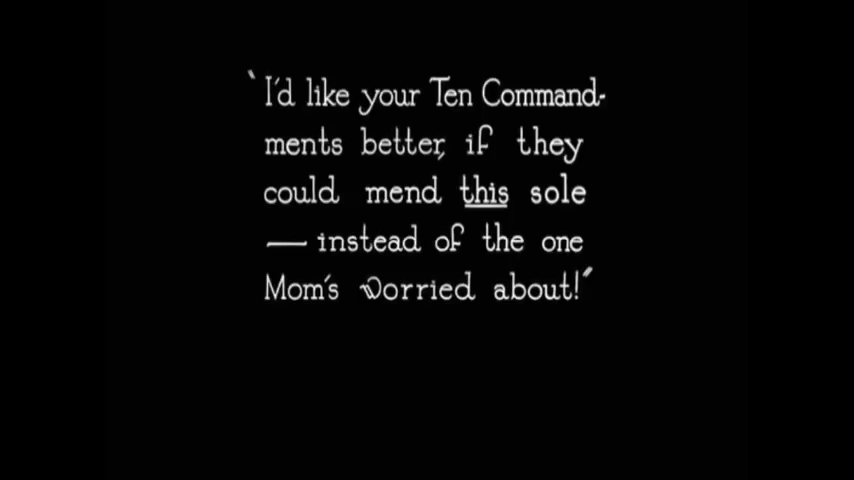 ‵I'd like your Ten Command-
ments better, if they
could mend this sole
— instead of the one
Mom's worried about!″